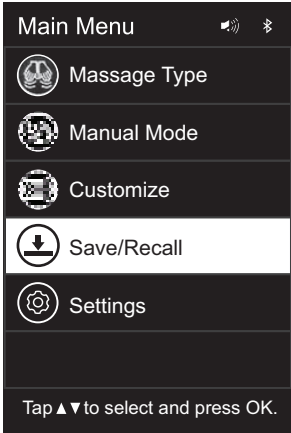 Main Menu
Massage Type
Manual Mode
Customize
Save/Recall
Settings
Tap▲▼to select and press OK.